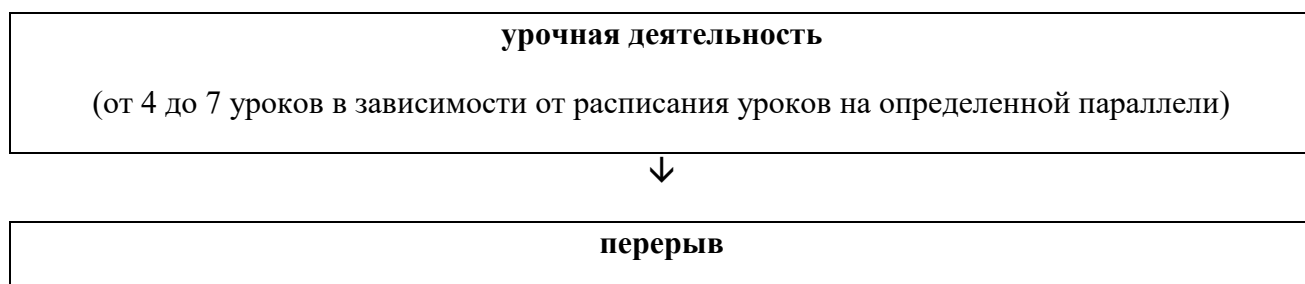 урочная деятельность
(от 4 до 7 уроков в зависимости от расписания уроков на определенной параллели)
перерыв